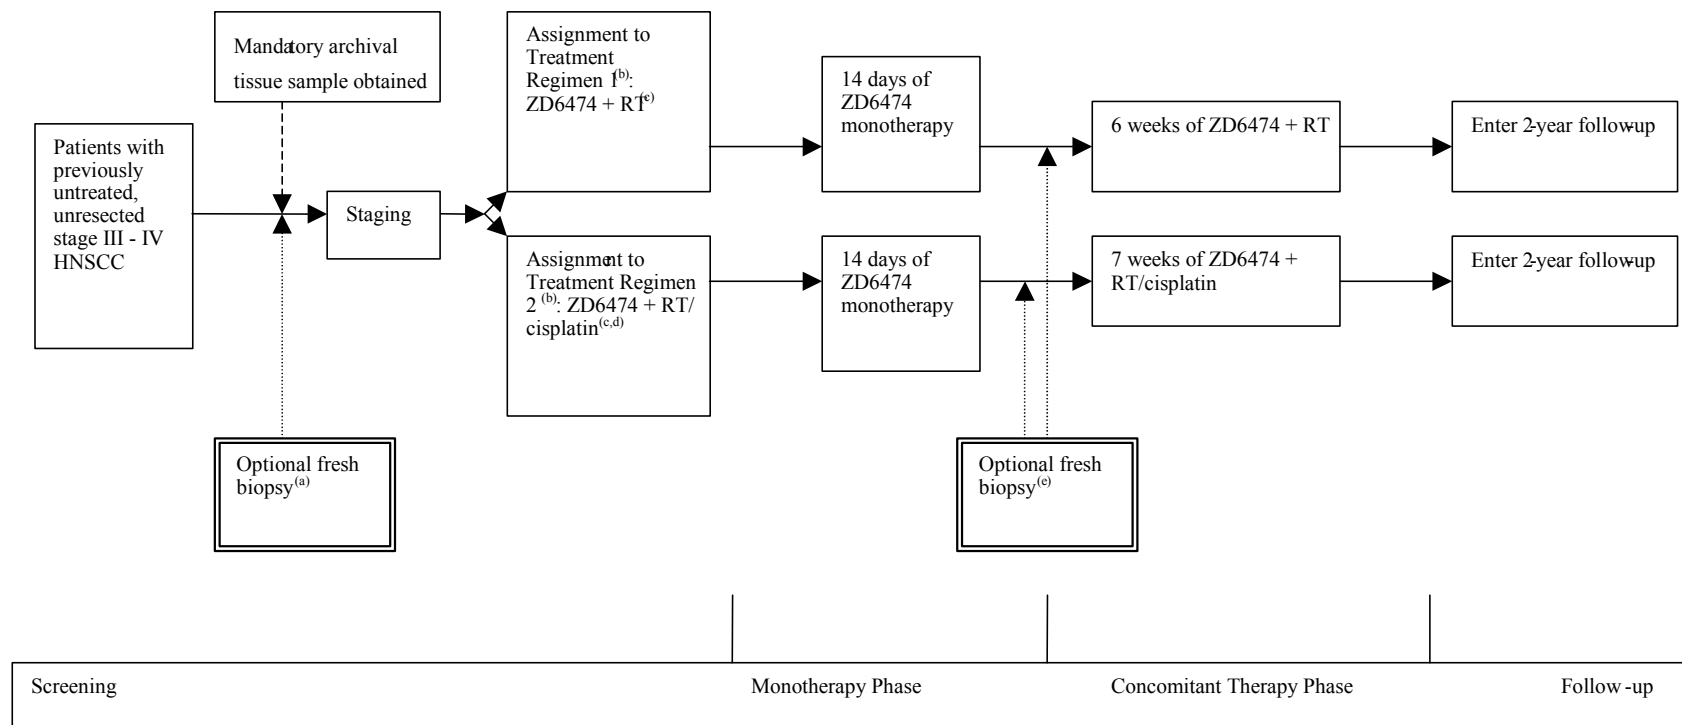 Mandatory archival
tissue sample obtained
Patients with
previously
untreated,
unresected
stage III - IV
HNSCC
Optional fresh
biopsy(a)
Staging
Assignment to
Treatment
Regimen 1(b):
ZD6474 + RT(c)
Assignment to
Treatment Regimen
2 (b): ZD6474 + RT/
cisplatin(c,d)
14 days of
ZD6474
monotherapy
14 days of
ZD6474
monotherapy
Optional fresh
biopsy(e)
6 weeks of ZD6474 + RT
7 weeks of ZD6474 +
RT/cisplatin
Enter 2-year follow-up
Enter 2-year follow-up
Screening
Monotherapy Phase
Concomitant Therapy Phase
Follow-up